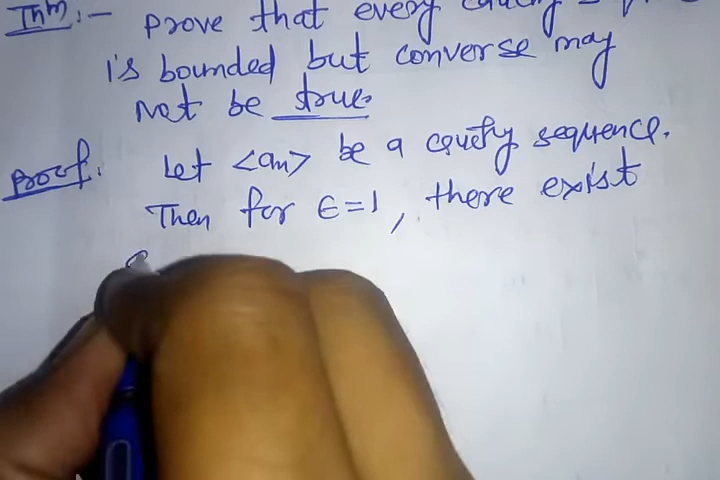 Thm:- Prove that every
is bounded but converse may
Not be true.
Proof. Let <an> be a cquefy sequence.
Then for ε=1, there exist